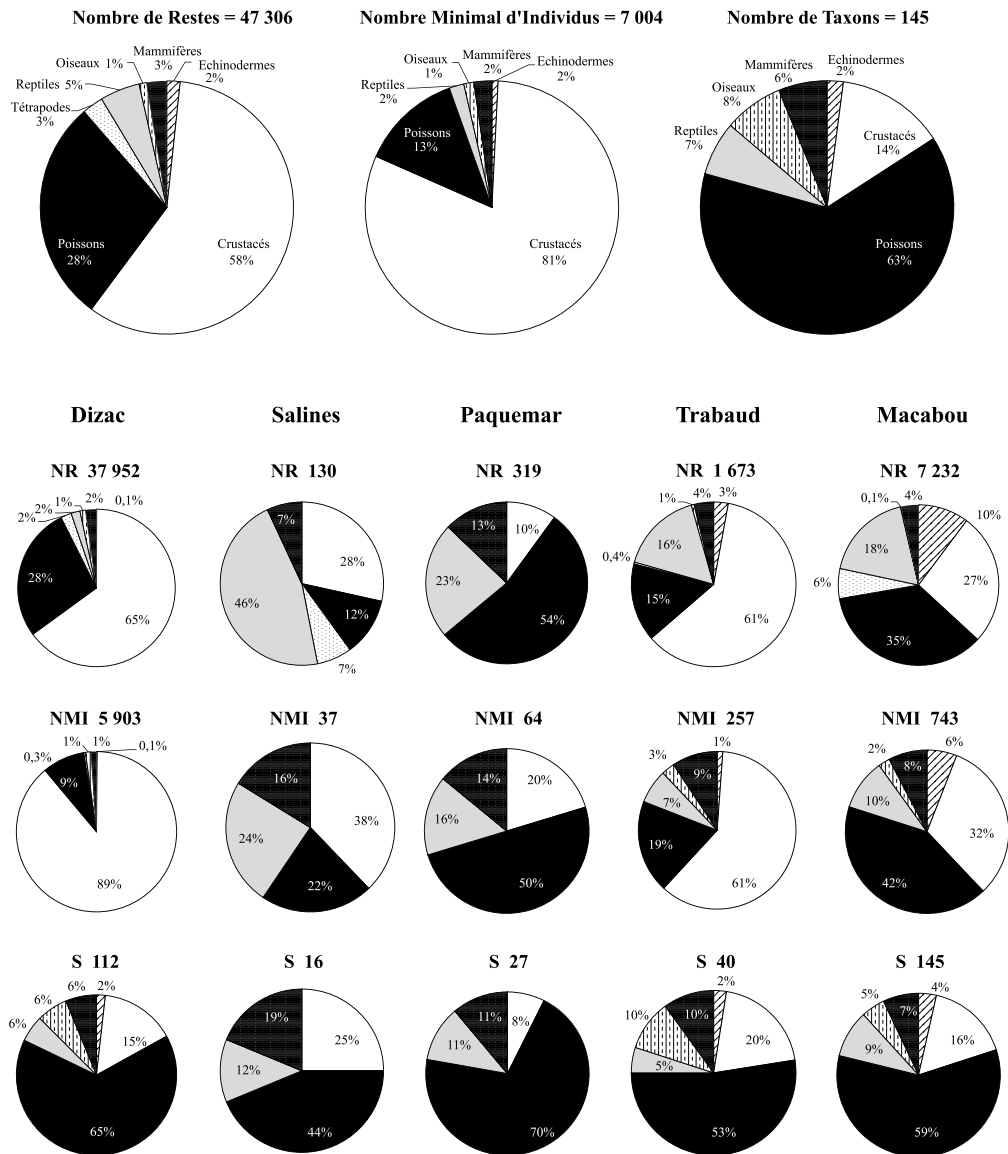 Nombre de Restes = 47 306
Nombre Minimal d'Individus = 7 004
Nombre de Taxons = 145
Oiseaux 1%
Mammifères
3%
Echinodermes
2%
Reptiles 5%
Tétrapodes
3%
Poissons
28%
Crustacés
58%
Oiseaux
1%
Mammifères
2%
Echinodermes
2%
Reptiles
2%
Poissons
13%
Crustacés
81%
Mammifères
6%
Echinodermes
2%
Oiseaux
8%
Reptiles
7%
Crustacés
14%
Poissons
63%
Dizac
Salines
Paquemar
Trabaud
Macabou
NR 37 952
NR 130
NR 319
NR 1 673
NR 7 232
2%
2%
1%
2%
0,1%
28%
65%
7%
28%
46%
12%
7%
13%
10%
23%
54%
1%
4%
3%
0,4%
16%
15%
61%
0,1%
4%
10%
18%
27%
6%
35%
NMI 5 903
NMI 37
NMI 64
NMI 257
NMI 743
0,3%
1%
1%
0,1%
9%
89%
16%
38%
24%
22%
14%
20%
16%
50%
3%
9%
1%
7%
19%
61%
2%
8%
6%
10%
32%
42%
S 112
S 16
S 27
S 40
S 145
6%
6%
6%
2%
15%
65%
19%
25%
12%
44%
11%
8%
11%
70%
10%
10%
2%
5%
20%
53%
5%
7%
4%
9%
16%
59%